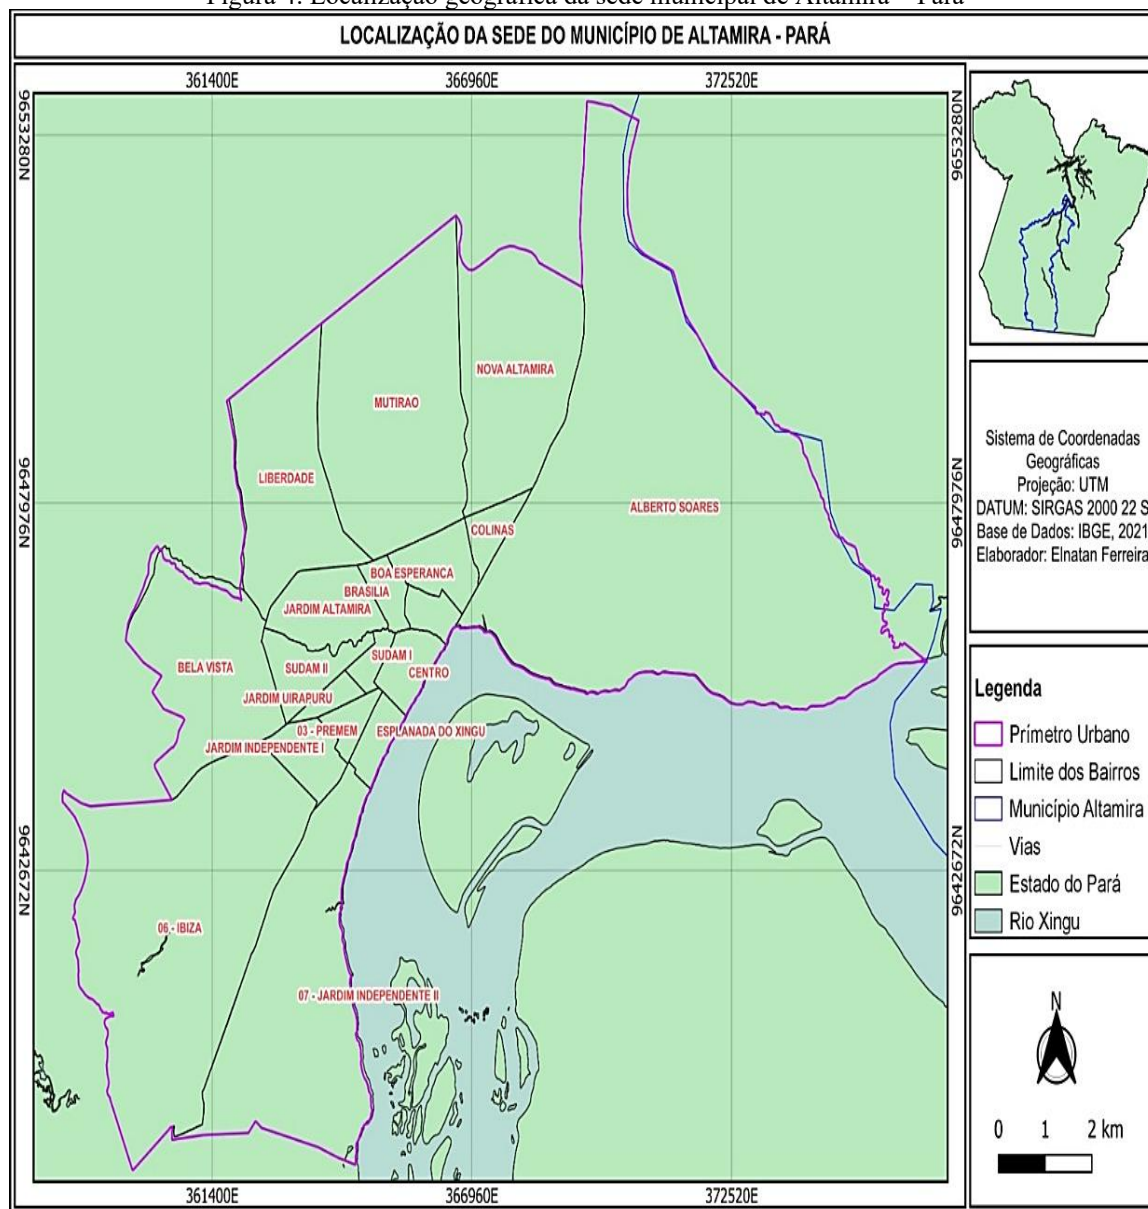 Figura 4: Localização geográfica da sede municipal de Altamira – Pará
LOCALIZAÇÃO DA SEDE DO MUNICÍPIO DE ALTAMIRA - PARÁ
361400E
366960E
372520E
9653280N
9653280N
NOVA ALTAMIRA
MUTIRAO
LIBERDADE
9647976N
9647976N
ALBERTO SOARES
COLINAS
BOA ESPERANCA
BRASILIA
JARDIM ALTAMIRA
SUDAM I
BELA VISTA
SUDAM II
CENTRO
JARDIM UIRAPURU
03 - PREMEM
ESPLANADA DO XINGU
JARDIM INDEPENDENTE I
9642672N
9642672N
06 - IBIZA
07 - JARDIM INDEPENDENTE II
361400E
366960E
372520E
Sistema de Coordenadas
Geográficas
Projeção: UTM
DATUM: SIRGAS 2000 22 S
Base de Dados: IBGE, 2021
Elaborador: Elnatan Ferreira
Legenda
Prímetro Urbano
Limite dos Bairros
Município Altamira
Vias
Estado do Pará
Rio Xingu
N
0 1 2 km